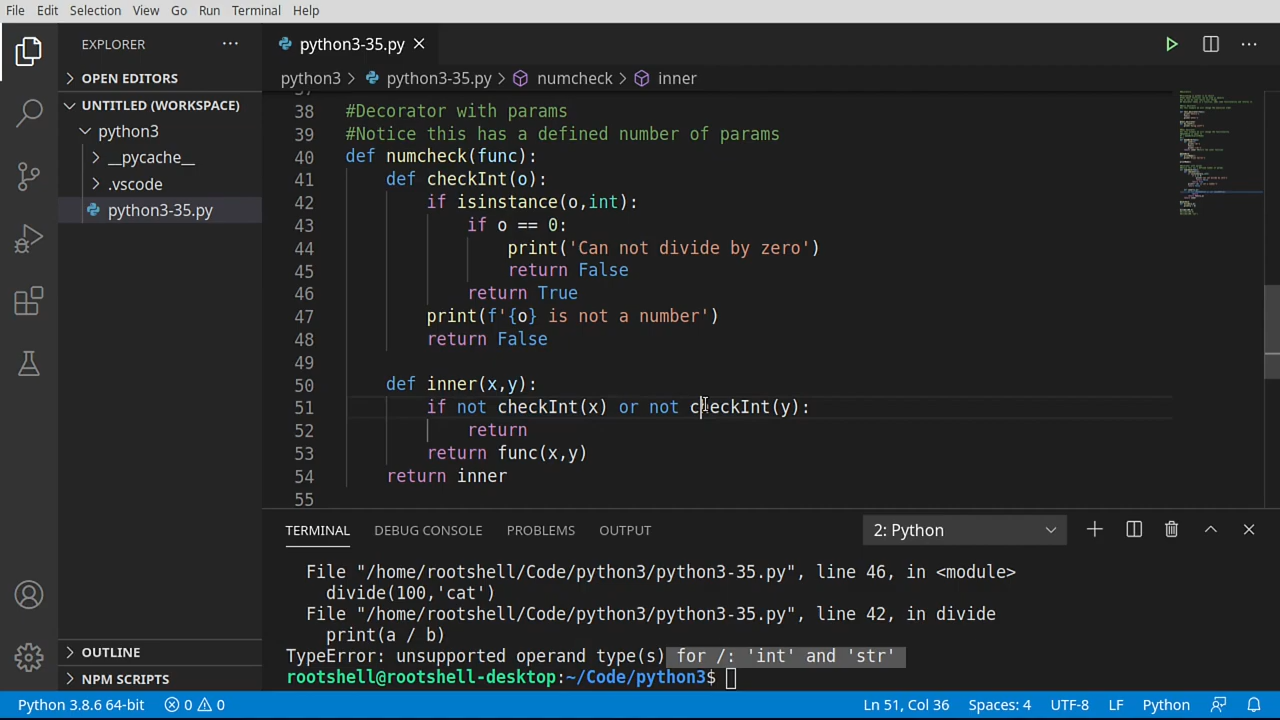 File Edit Selection View Go Run Terminal Help
EXPLORER ···
python3-35.py
OPEN EDITORS
python3 > python3-35.py > numcheck > inner
UNTITLED (WORKSPACE)
python3
__pycache__
.vscode
python3-35.py
38 #Decorator with params
39 #Notice this has a defined number of params
40 def numcheck(func):
41 def checkInt(o):
42 if isinstance(o,int):
43 if o == 0:
44 print('Can not divide by zero')
45 return False
46 return True
47 print(f'{o} is not a number')
48 return False
49
50 def inner(x,y):
51 if not checkInt(x) or not checkInt(y):
52 return
53 return func(x,y)
54 return inner
55
TERMINAL DEBUG CONSOLE PROBLEMS OUTPUT 2: Python
File "/home/rootshell/Code/python3/python3-35.py", line 46, in <module>
divide(100,'cat')
File "/home/rootshell/Code/python3/python3-35.py", line 42, in divide
print(a / b)
TypeError: unsupported operand type(s) for /: 'int' and 'str'
rootshell@rootshell-desktop:~/Code/python3$
OUTLINE
NPM SCRIPTS
Python 3.8.6 64-bit 0 0 Ln 51, Col 36 Spaces: 4 UTF-8 LF Python